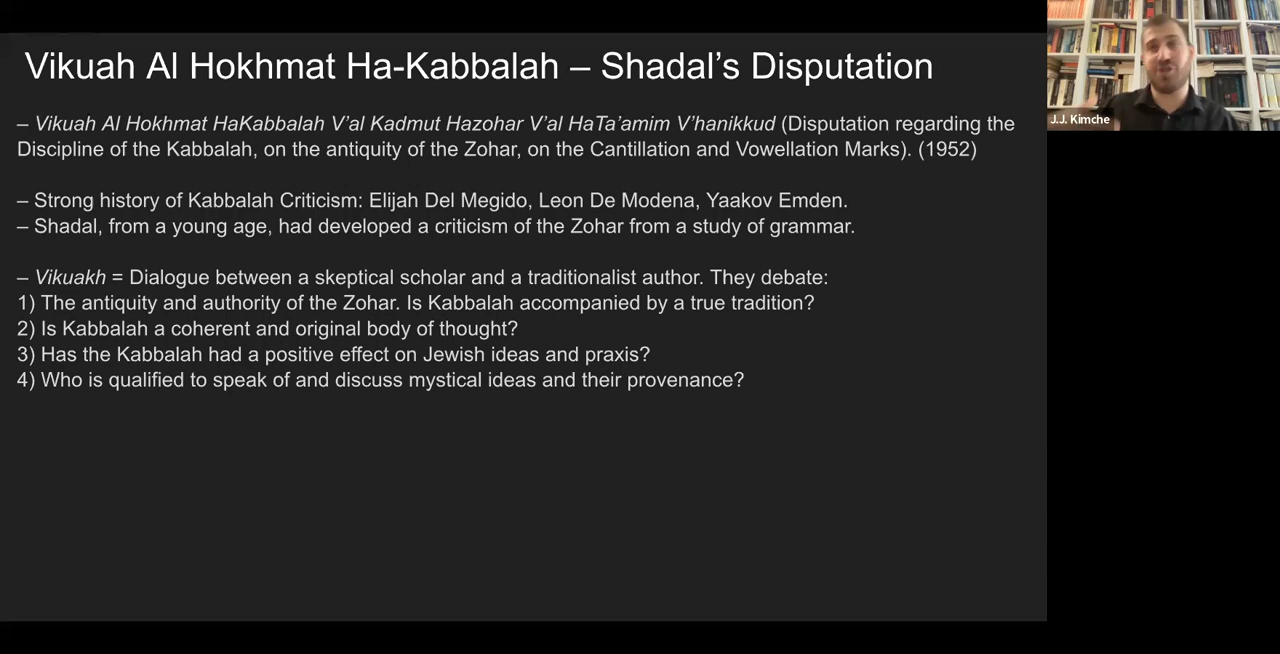 Vikuah Al Hokhmat Ha-Kabbalah – Shadal's Disputation
– Vikuah Al Hokhmat HaKabbalah V'al Kadmut Hazohar V'al HaTa'amim V'hanikkud (Disputation regarding the
Discipline of the Kabbalah, on the antiquity of the Zohar, on the Cantillation and Vowellation Marks). (1952)
– Strong history of Kabbalah Criticism: Elijah Del Megido, Leon De Modena, Yaakov Emden.
– Shadal, from a young age, had developed a criticism of the Zohar from a study of grammar.
– Vikuakh = Dialogue between a skeptical scholar and a traditionalist author. They debate:
1) The antiquity and authority of the Zohar. Is Kabbalah accompanied by a true tradition?
2) Is Kabbalah a coherent and original body of thought?
3) Has the Kabbalah had a positive effect on Jewish ideas and praxis?
4) Who is qualified to speak of and discuss mystical ideas and their provenance?
J.J. Kimche